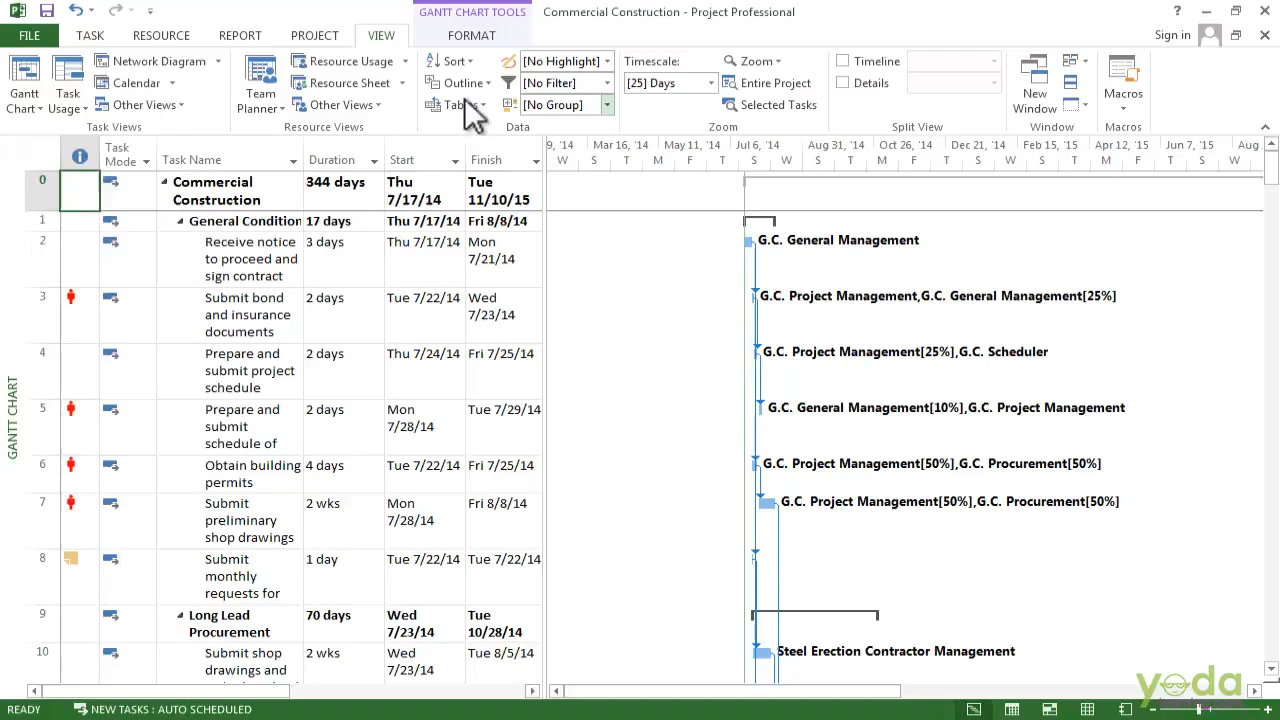 GANTT CHART TOOLS
Commercial Construction - Project Professional
FILE
TASK
RESOURCE
REPORT
PROJECT
VIEW
FORMAT
Sign in
Gantt Chart
Task Usage
Network Diagram
Calendar
Other Views
Task Views
Team Planner
Resource Usage
Resource Sheet
Other Views
Resource Views
Sort
Outline
[No Highlight]
[No Filter]
[No Group]
Data
Timescale:
[25] Days
Zoom
Entire Project
Selected Tasks
Zoom
Timeline
Details
Split View
New Window
Window
Macros
Macros
Task Mode
Task Name
Duration
Start
Finish
9, '14 Mar 16, '14 May 11, '14 Jul 6, '14 Aug 31, '14 Oct 26, '14 Dec 21, '14 Feb 15, '15 Apr 12, '15 Jun 7, '15 Aug
W S T M F S W S T M F S W S T M F S W
0 Commercial Construction 344 days Thu 7/17/14 Tue 11/10/15
1 General Condition 17 days Thu 7/17/14 Fri 8/8/14
2 Receive notice to proceed and sign contract 3 days Thu 7/17/14 Mon 7/21/14
G.C. General Management
3 Submit bond and insurance documents 2 days Tue 7/22/14 Wed 7/23/14
G.C. Project Management,G.C. General Management[25%]
4 Prepare and submit project schedule 2 days Thu 7/24/14 Fri 7/25/14
G.C. Project Management[25%],G.C. Scheduler
5 Prepare and submit schedule of 2 days Mon 7/28/14 Tue 7/29/14
G.C. General Management[10%],G.C. Project Management
6 Obtain building permits 4 days Tue 7/22/14 Fri 7/25/14
G.C. Project Management[50%],G.C. Procurement[50%]
7 Submit preliminary shop drawings 2 wks Mon 7/28/14 Fri 8/8/14
G.C. Project Management[50%],G.C. Procurement[50%]
8 Submit monthly requests for 1 day Tue 7/22/14 Tue 7/22/14
9 Long Lead Procurement 70 days Wed 7/23/14 Tue 10/28/14
10 Submit shop drawings and 2 wks Wed 7/23/14 Tue 8/5/14
Steel Erection Contractor Management
GANTT CHART
yoda
READY
NEW TASKS : AUTO SCHEDULED